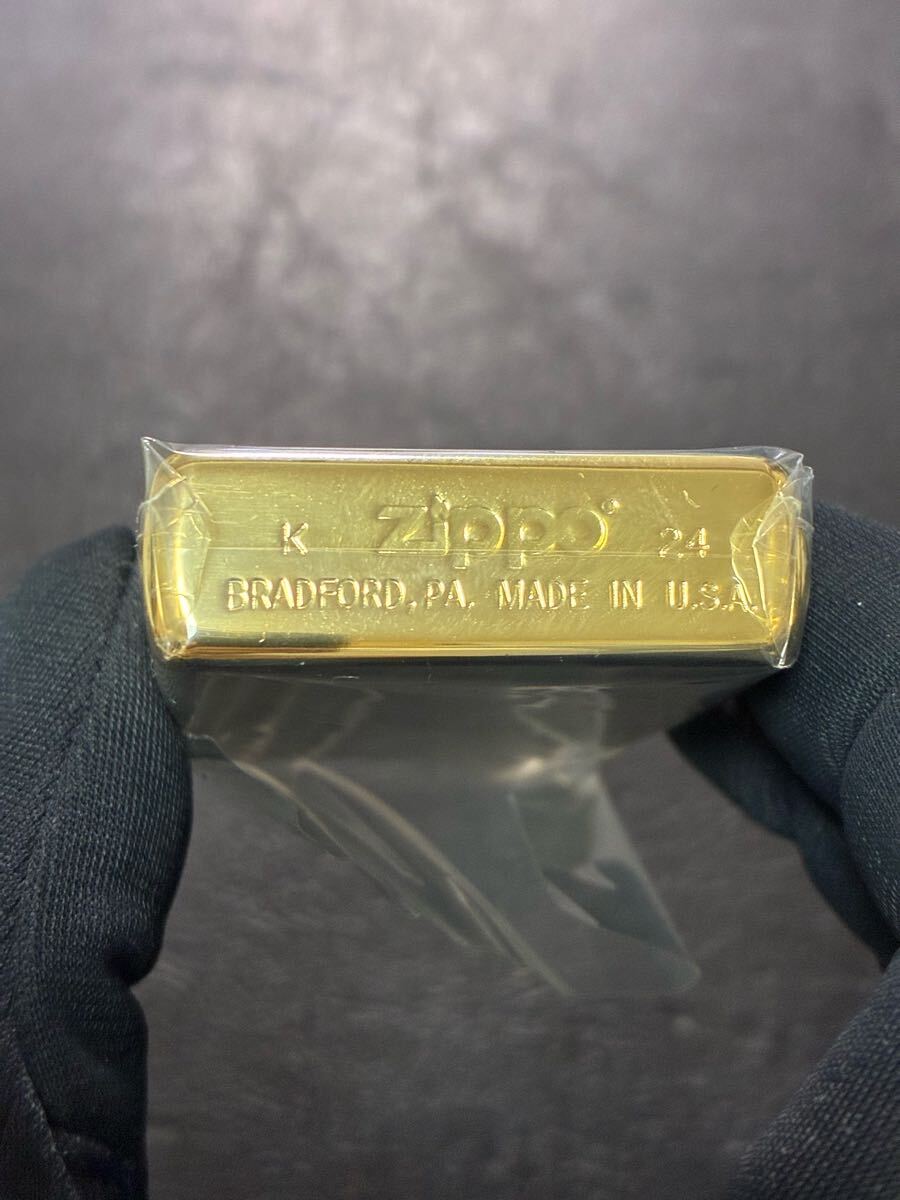 K Zippo® 24
BRADFORD, PA. MADE IN U.S.A.